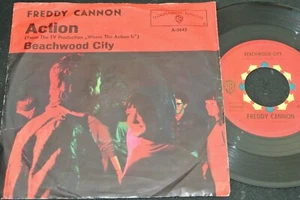 FREDDY CANNON
Action
(From The TV Production „Where The Action Is")
Beachwood City
BEACHWOOD CITY
FREDDY CANNON